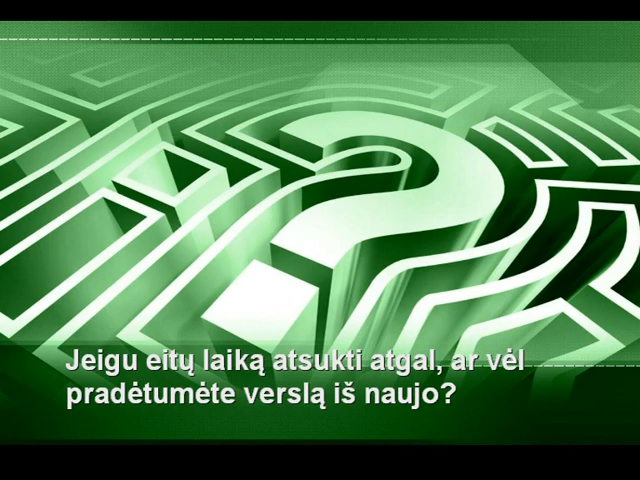 Jeigu eitų laiką atsukti atgal, ar vėl
pradėtumėte verslą iš naujo?